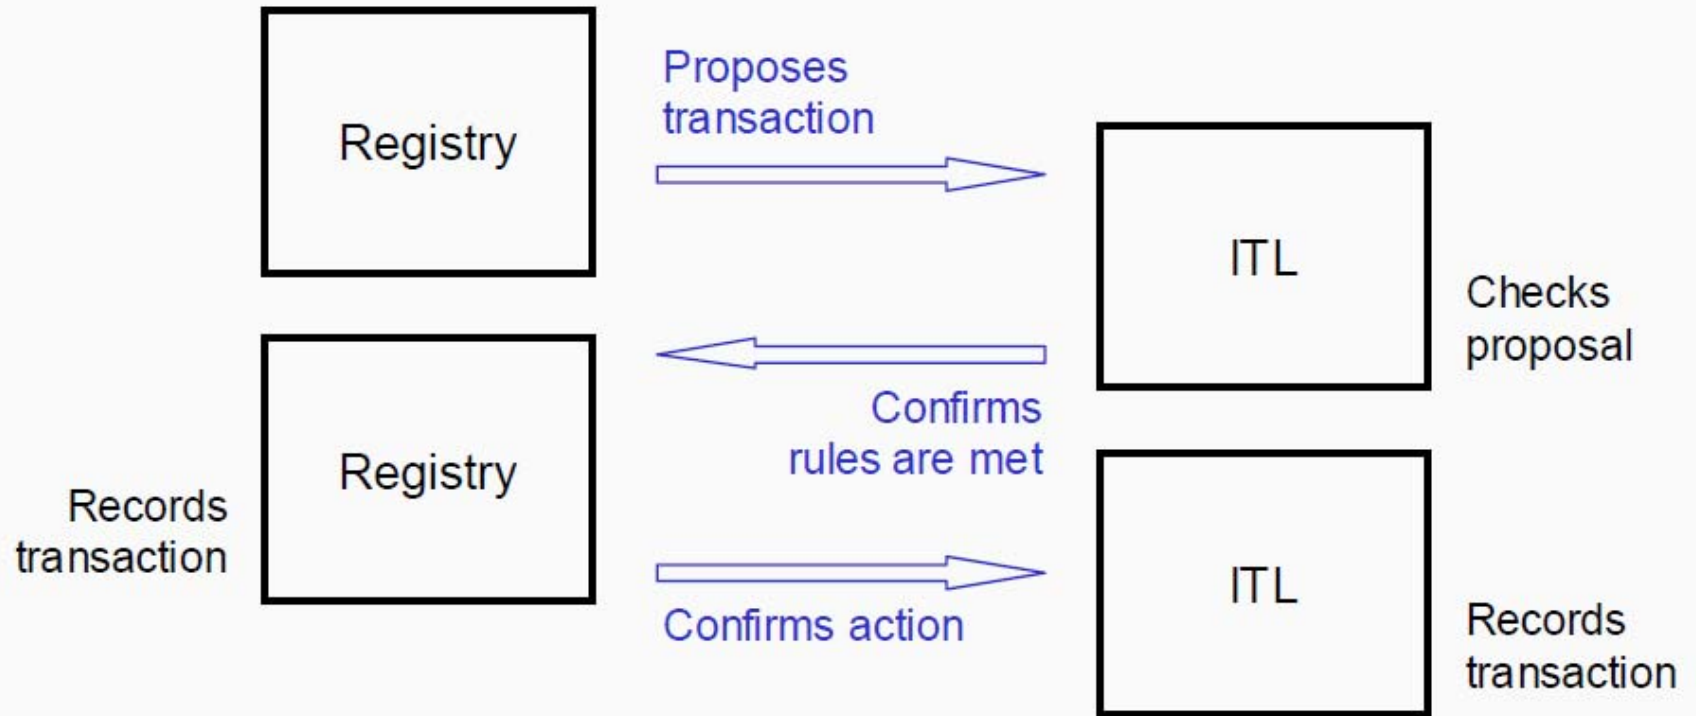 Registry
Proposes
transaction
ITL
Checks
proposal
Confirms
rules are met
Registry
Records
transaction
Confirms action
ITL
Records
transaction